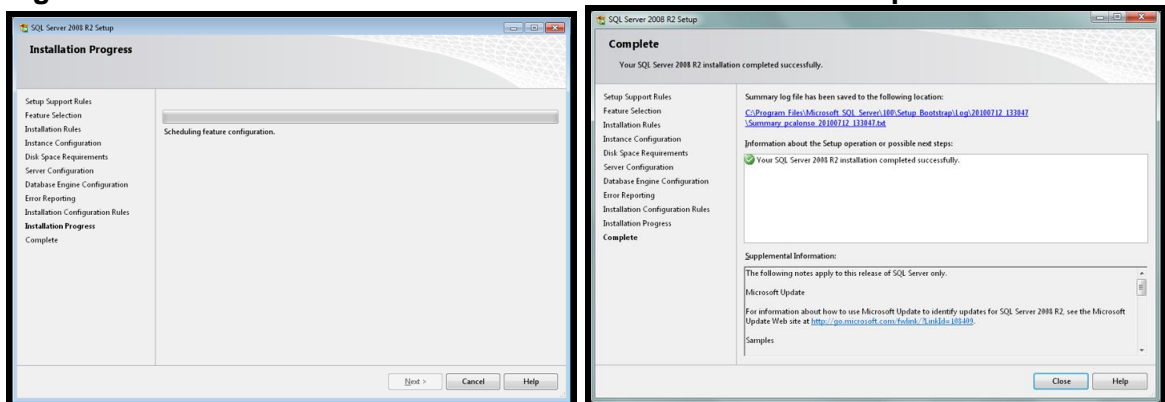 SQL Server 2008 R2 Setup
Installation Progress
Setup Support Rules
Feature Selection
Installation Rules
Instance Configuration
Disk Space Requirements
Server Configuration
Database Engine Configuration
Error Reporting
Installation Configuration Rules
Installation Progress
Complete
Scheduling feature configuration.
Next >
Cancel
Help
SQL Server 2008 R2 Setup
Complete
Your SQL Server 2008 R2 installation completed successfully.
Setup Support Rules
Feature Selection
Installation Rules
Instance Configuration
Disk Space Requirements
Server Configuration
Database Engine Configuration
Error Reporting
Installation Configuration Rules
Installation Progress
Complete
Summary log file has been saved to the following location:
C:\Program Files\Microsoft SQL Server\100\Setup Bootstrap\Log\20100712_133047
\Summary_pcalonso_20100712_133047.txt
Information about the Setup operation or possible next steps:
Your SQL Server 2008 R2 installation completed successfully.
Supplemental Information:
The following notes apply to this release of SQL Server only.
Microsoft Update
For information about how to use Microsoft Update to identify updates for SQL Server 2008 R2, see the Microsoft
Update Web site at http://go.microsoft.com/fwlink/?LinkId=108409.
Samples
Close
Help